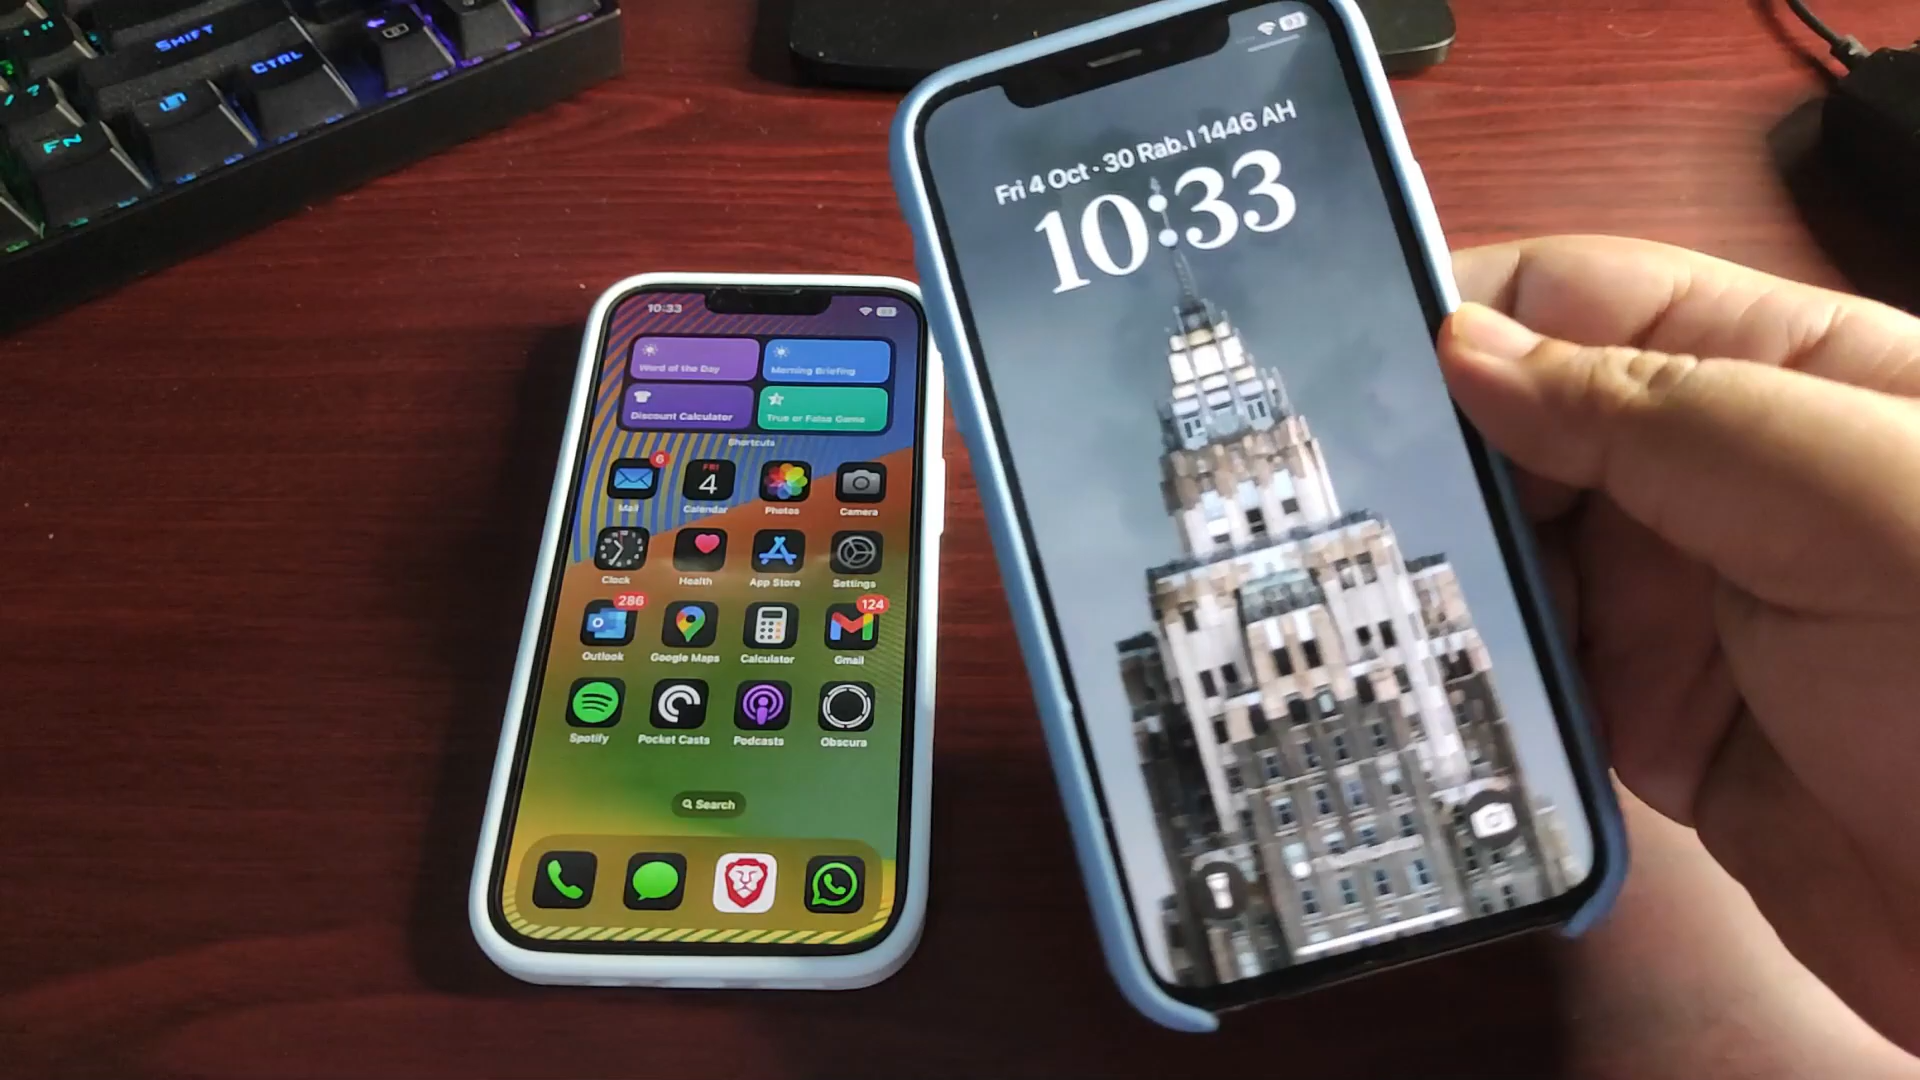 SHIFT
CTRL
FN
Fri 4 Oct · 30 Rab. I 1446 AH
10:33
10:33
Word of the Day
Morning Briefing
Discount Calculator
True or False Game
Shortcuts
6
FRI
4
Mail
Calendar
Photos
Camera
Clock
Health
App Store
Settings
286
124
Outlook
Google Maps
Calculator
Gmail
Spotify
Pocket Casts
Podcasts
Obscura
Search